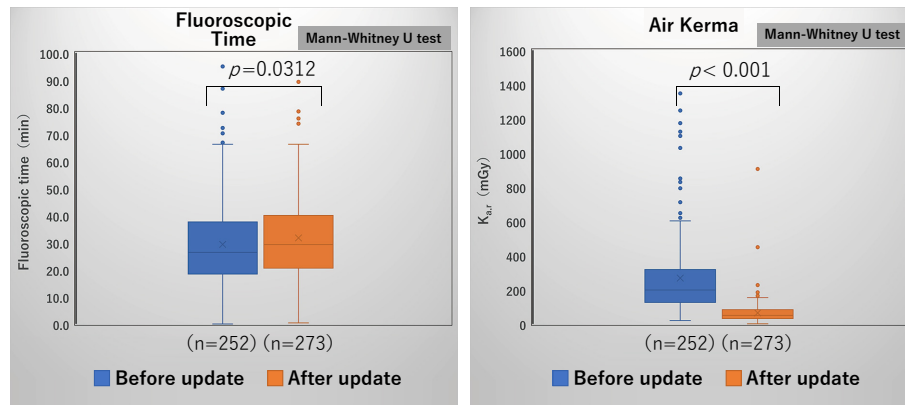 Fluoroscopic
Time
Mann-Whitney U test
Fluoroscopic time（min）
100.0
90.0
80.0
70.0
60.0
50.0
40.0
30.0
20.0
10.0
0.0
p=0.0312
（n=252）（n=273）
Before update After update
Air Kerma
Mann-Whitney U test
Ka,r（mGy）
1600
1400
1200
1000
800
600
400
200
0
p< 0.001
（n=252）（n=273）
Before update After update